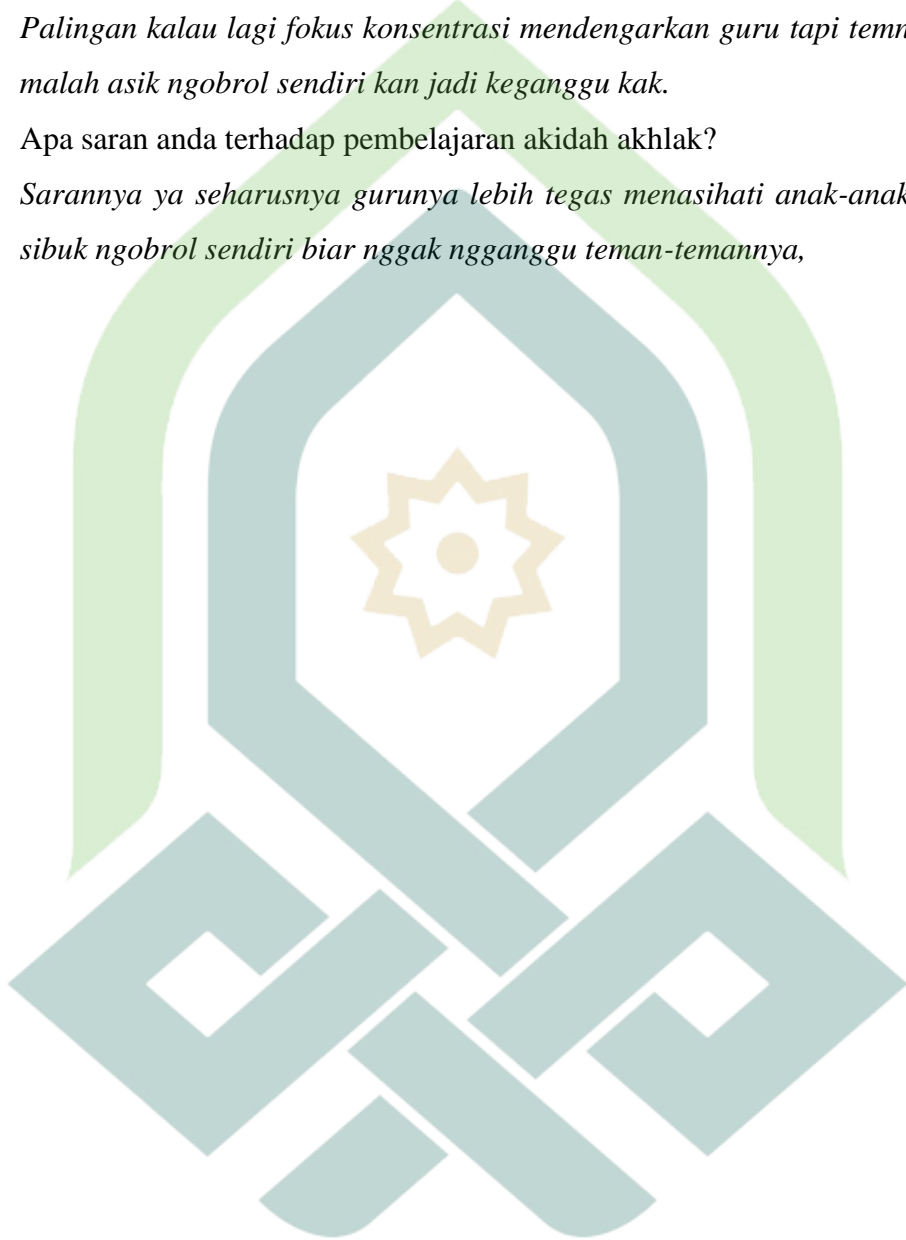 Palingan kalau lagi fokus konsentrasi mendengarkan guru tapi
malah asik ngobrol sendiri kan jadi keganggu kak.
Apa saran anda terhadap pembelajaran akidah akhlak?
Sarannya ya seharusnya gurunya lebih tegas menasihati anak-anak
sibuk ngobrol sendiri biar nggak ngganggu teman-temannya,